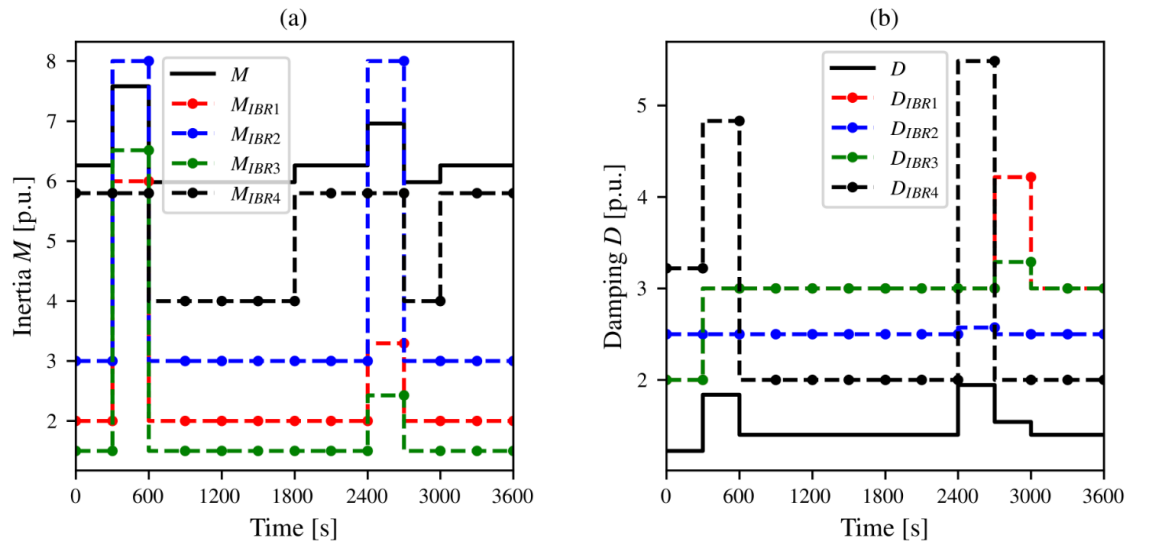 (a)
Inertia M [p.u.]
8
7
6
5
4
3
2
M
M_IBR1
M_IBR2
M_IBR3
M_IBR4
0 600 1200 1800 2400 3000 3600
Time [s]
(b)
Damping D [p.u.]
5
4
3
2
D
D_IBR1
D_IBR2
D_IBR3
D_IBR4
0 600 1200 1800 2400 3000 3600
Time [s]